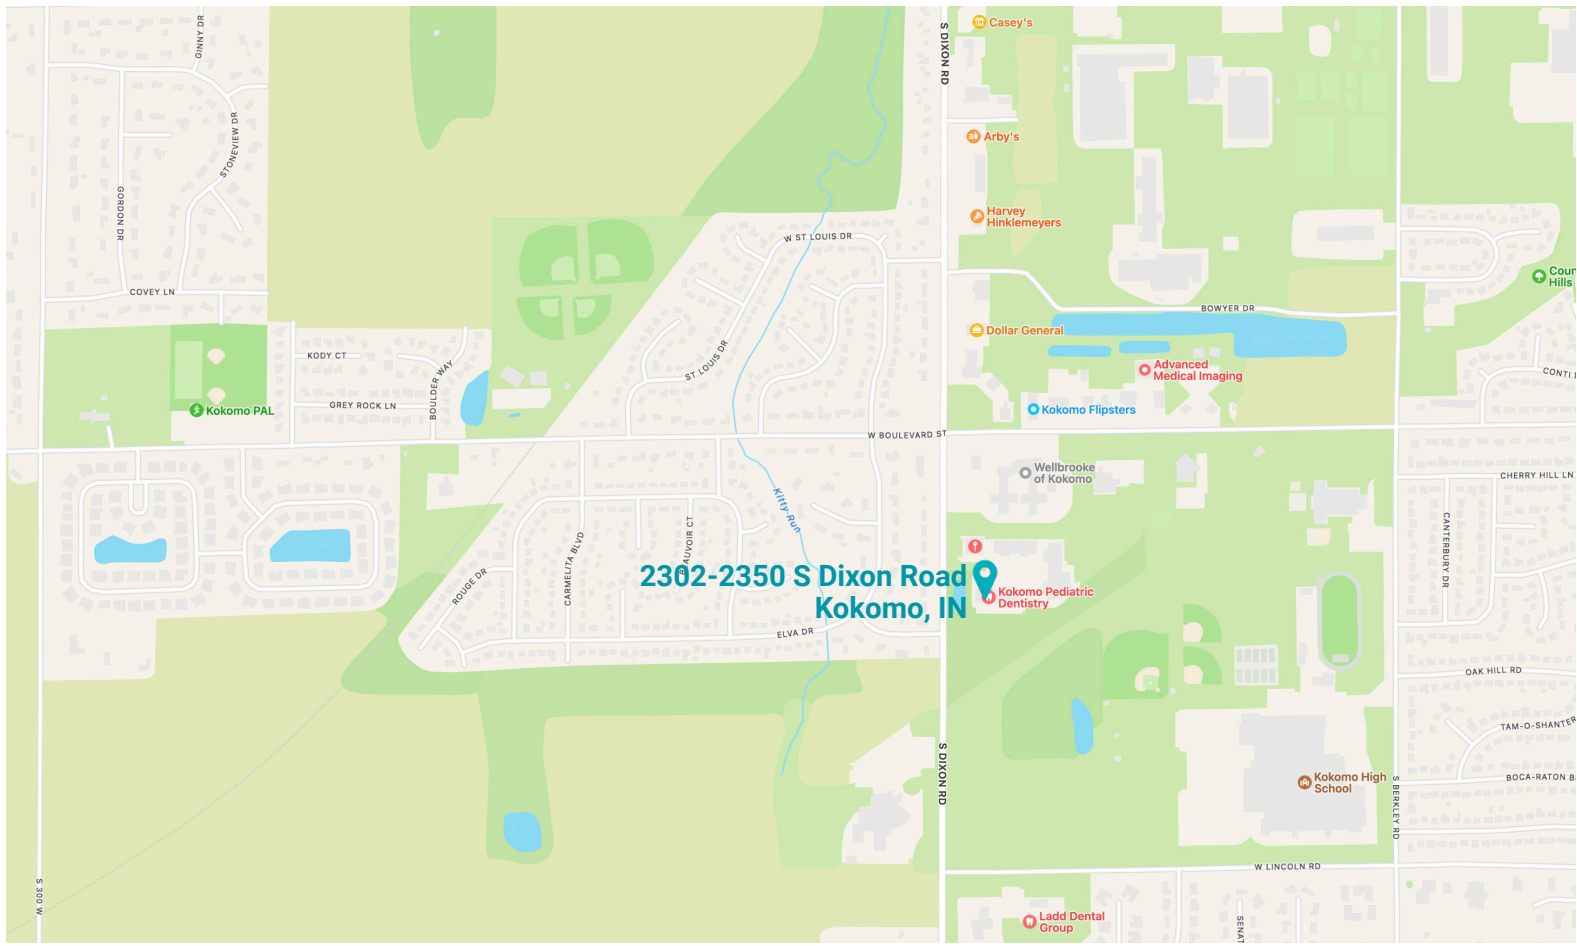 GINNY DR
S DIXON RD
Casey's
Arby's
STONEVIEW DR
GORDON DR
Harvey
Hinklemeyers
W ST LOUIS DR
COVEY LN
Hills
BOWYER DR
Dollar General
ST LOUIS DR
KODY CT
Advanced
Medical Imaging
BOULDER WAY
GREY ROCK LN
Kokomo PAL
Kokomo Flipsters
W BOULEVARD ST
Wellbrooke
of Kokomo
CHERRY HILL LN
Kitty Run
CANTERBURY DR
CARMELITA BLVD
ROUGE DR
2302-2350 S Dixon Road
Kokomo, IN
Kokomo Pediatric
Dentistry
ELVA DR
OAK HILL RD
TAM-O-SHANTER
S DIXON RD
Kokomo High
School
BOCA-RATON
S BERKLEY RD
W LINCOLN RD
S 300 W
Ladd Dental
Group